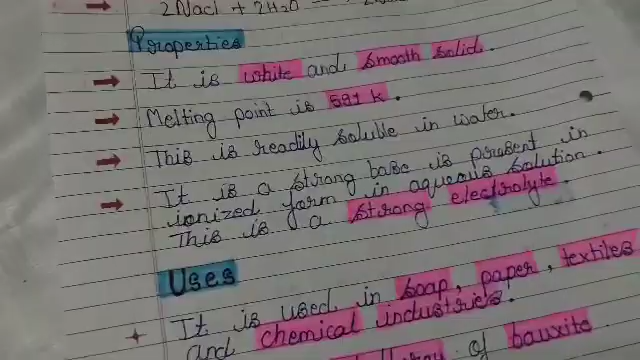 2NaCl + 2H2O
Properties
It is white and smooth solid.
Melting point is 591 k.
This is readily soluble in water.
It is a strong base is present in
ionized form in aqueous solution.
This is a strong electrolyte
Uses
It is used in soap, paper, textiles
and chemical industries.
of bauxite.